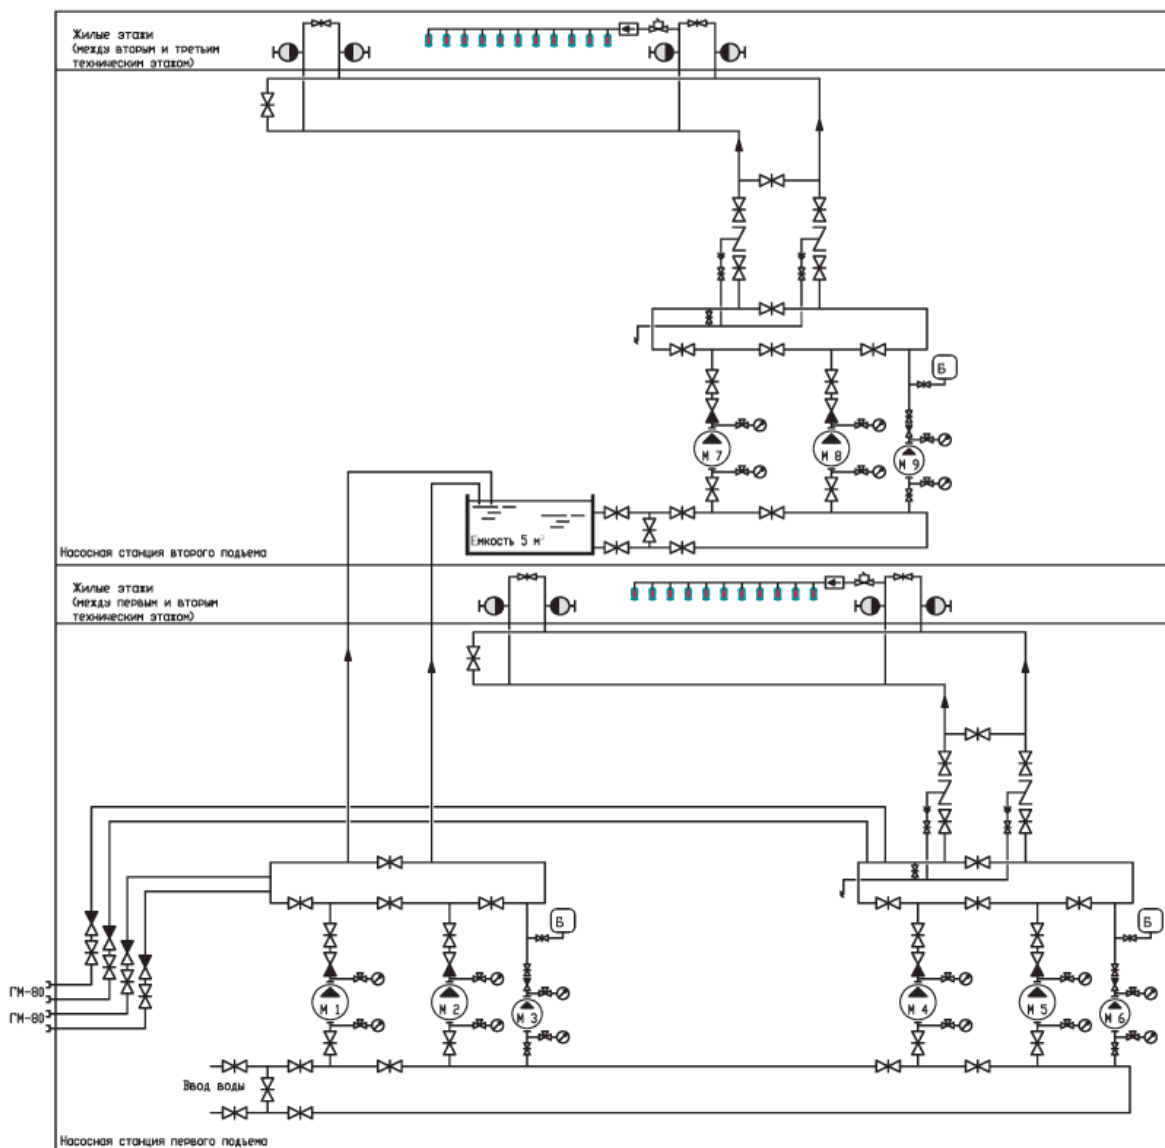 Жилые этажи
(между вторым и третьим
техническим этажом)
Б
М 7
М 8
М 9
Емкость 5 м³
Насосная станция второго подъема
Жилые этажи
(между первым и вторым
техническим этажом)
Б
Б
ГМ-80
ГМ-80
М 1
М 2
М 3
М 4
М 5
М 6
Ввод воды
Насосная станция первого подъема